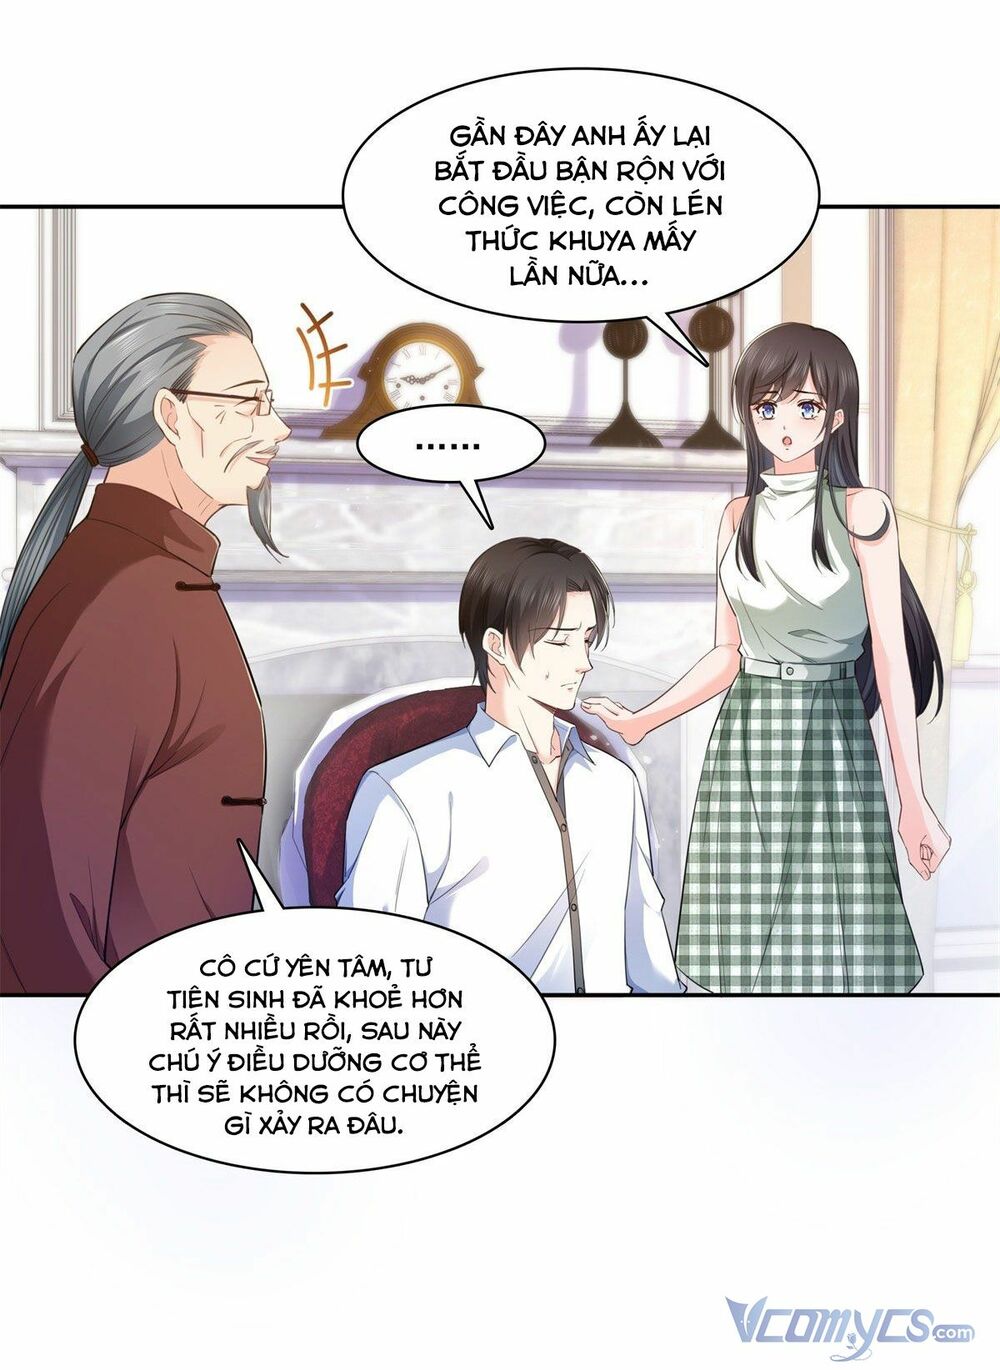 GẦN ĐÂY ANH ẤY LẠI
BẮT ĐẦU BẬN RỘN VỚI
CÔNG VIỆC, CÒN LÉN
THỨC KHUYA MẤY
LẦN NỮA...
......
CÔ CỨ YÊN TÂM, TƯ
TIÊN SINH ĐÃ KHOẺ HƠN
RẤT NHIỀU RỒI, SAU NÀY
CHÚ Ý ĐIỀU DƯỠNG CƠ THỂ
THÌ SẼ KHÔNG CÓ CHUYỆN
GÌ XẢY RA ĐÂU.
VCOMYCS.com